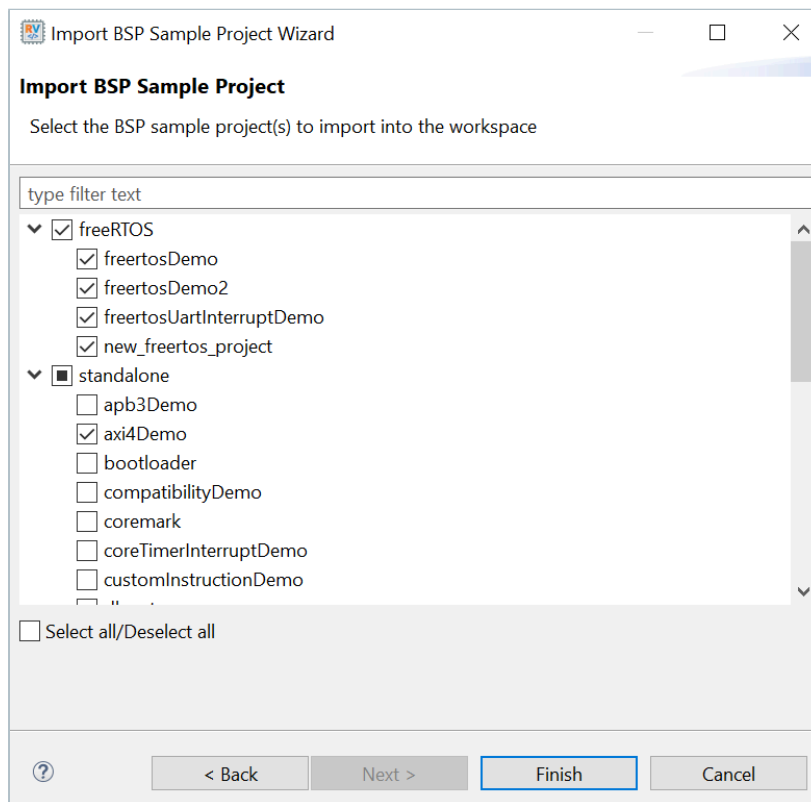 Import BSP Sample Project Wizard
Import BSP Sample Project
Select the BSP sample project(s) to import into the workspace
type filter text
freeRTOS
freertosDemo
freertosDemo2
freertosUartInterruptDemo
new_freertos_project
standalone
apb3Demo
axi4Demo
bootloader
compatibilityDemo
coremark
coreTimerInterruptDemo
customInstructionDemo
Select all/Deselect all
? < Back Next > Finish Cancel